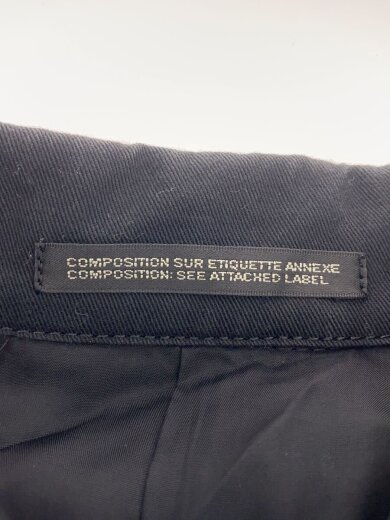 COMPOSITION SUR ETIQUETTE ANNEXE
COMPOSITION: SEE ATTACHED LABEL